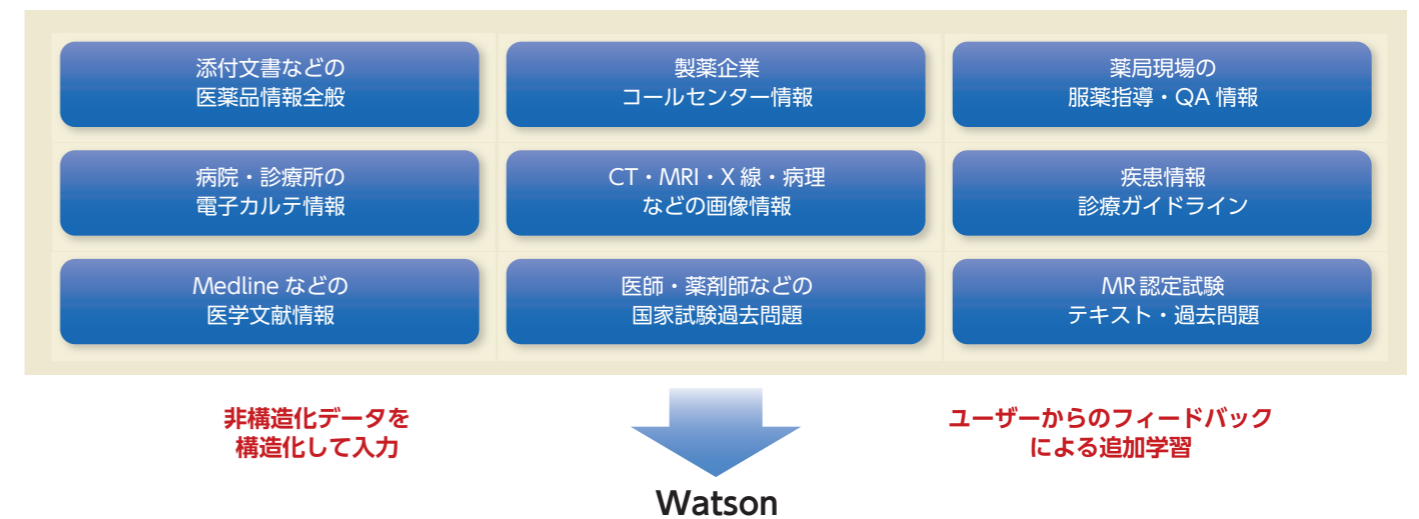 添付文書などの
医薬品情報全般
製薬企業
コールセンター情報
薬局現場の
服薬指導・QA 情報
病院・診療所の
電子カルテ情報
CT・MRI・X 線・病理
などの画像情報
疾患情報
診療ガイドライン
Medline などの
医学文献情報
医師・薬剤師などの
国家試験過去問題
MR 認定試験
テキスト・過去問題
非構造化データを
構造化して入力
ユーザーからのフィードバック
による追加学習
Watson